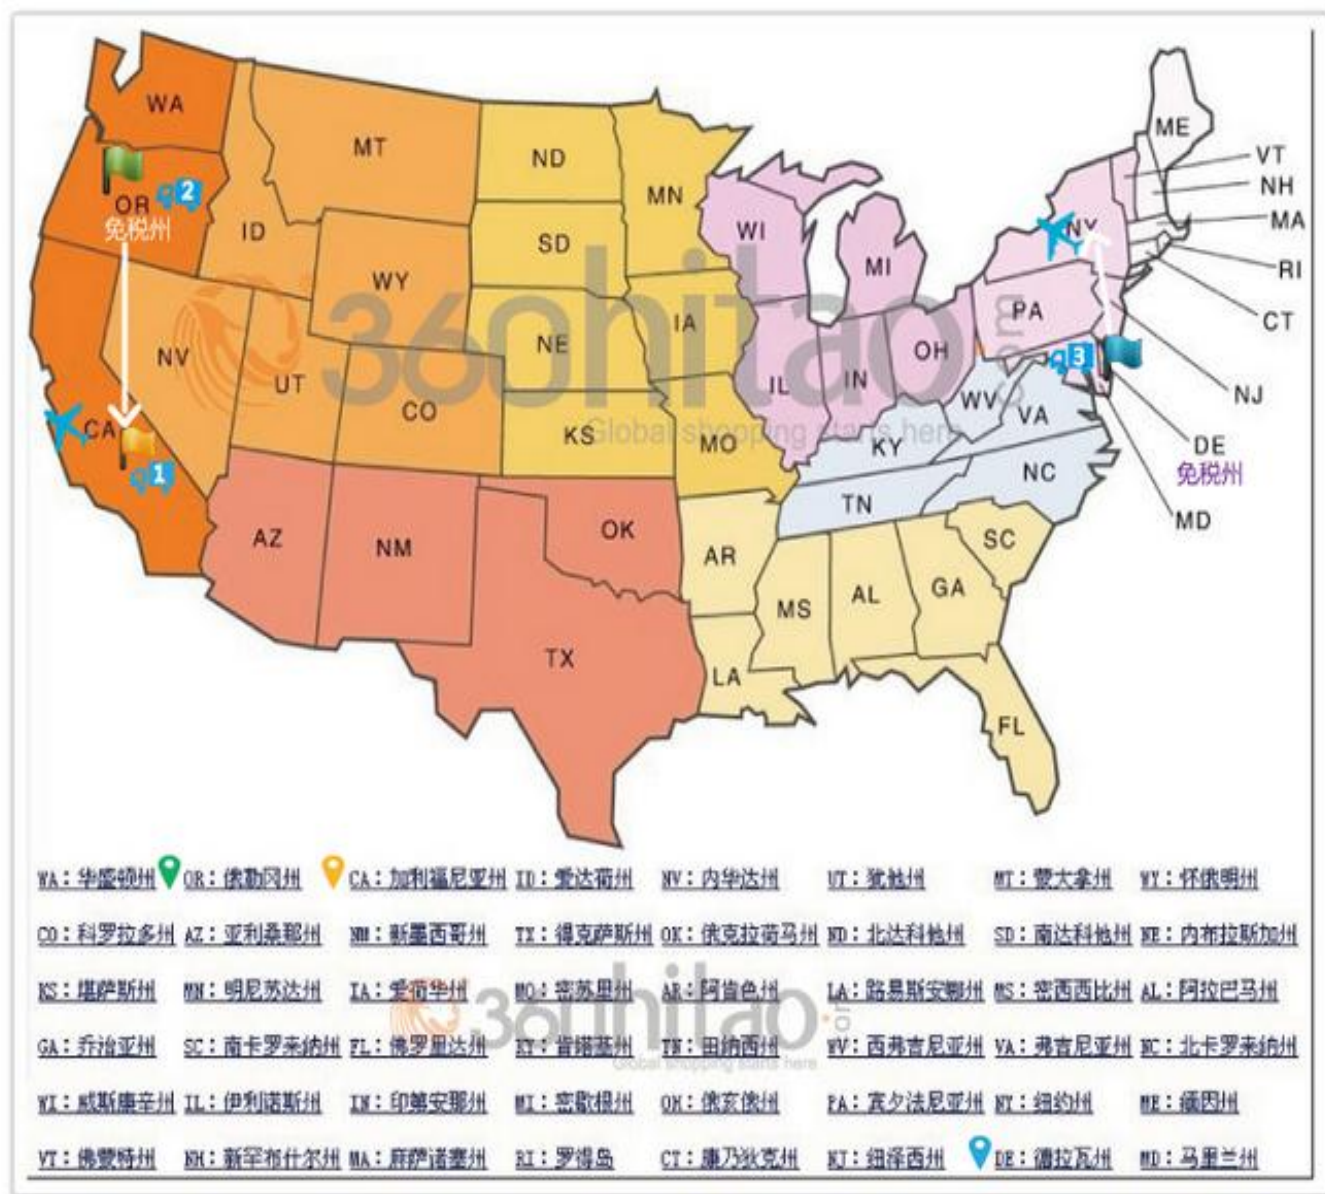 WA
MT
ND
MN
ME
VT
NH
MA
RI
CT
NJ
DE
免税州
MD
OR
2
免税州
ID
SD
WI
MI
NY
WY
360hitao
.com
Global shopping starts here
NV
UT
CO
NE
IA
IL
IN
OH
PA
3
WV
VA
CA
1
KS
MO
KY
NC
TN
AZ
NM
OK
AR
SC
MS
AL
GA
TX
LA
FL
WA：华盛顿州 OR：俄勒冈州 CA：加利福尼亚州 ID：爱达荷州 NV：内华达州 UT：犹他州 MT：蒙大拿州 WY：怀俄明州
CO：科罗拉多州 AZ：亚利桑那州 NM：新墨西哥州 TX：得克萨斯州 OK：俄克拉荷马州 ND：北达科他州 SD：南达科他州 NE：内布拉斯加州
KS：堪萨斯州 MN：明尼苏达州 IA：爱荷华州 MO：密苏里州 AR：阿肯色州 LA：路易斯安娜州 MS：密西西比州 AL：阿拉巴马州
360hitao
Global shopping starts here
GA：乔治亚州 SC：南卡罗来纳州 FL：佛罗里达州 KY：肯塔基州 TN：田纳西州 WV：西弗吉尼亚州 VA：弗吉尼亚州 NC：北卡罗来纳州
WI：威斯康辛州 IL：伊利诺斯州 IN：印第安那州 MI：密歇根州 OH：俄亥俄州 PA：宾夕法尼亚州 NY：纽约州 ME：缅因州
VT：佛蒙特州 NH：新罕布什尔州 MA：麻萨诸塞州 RI：罗得岛 CT：康乃狄克州 NJ：纽泽西州 DE：德拉瓦州 MD：马里兰州